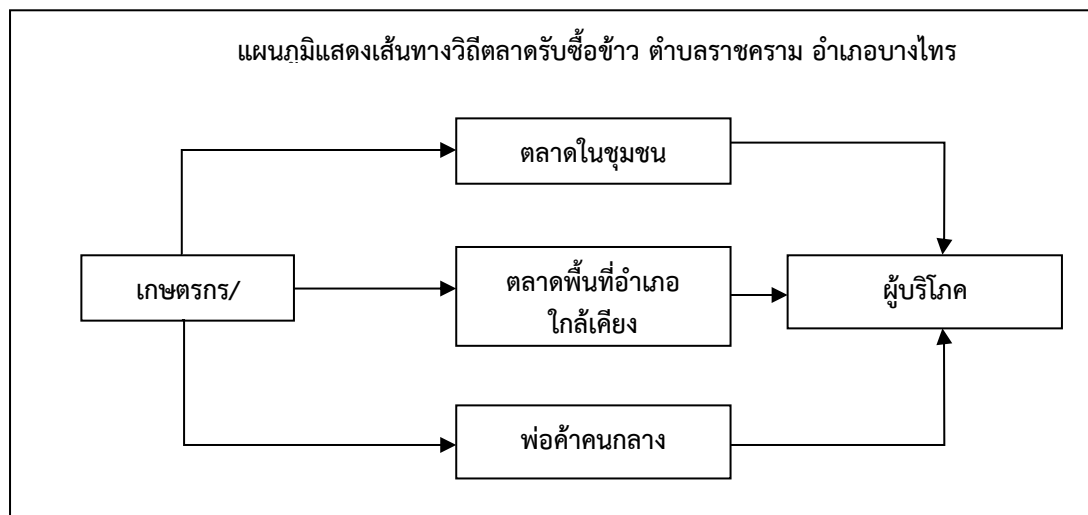 แผนภูมิแสดงเส้นทางวิถีตลาดรับซื้อข้าว ตำบลราชคราม อำเภอบางไทร
ตลาดในชุมชน
เกษตรกร/
ตลาดพื้นที่อำเภอ
ใกล้เคียง
ผู้บริโภค
พ่อค้าคนกลาง